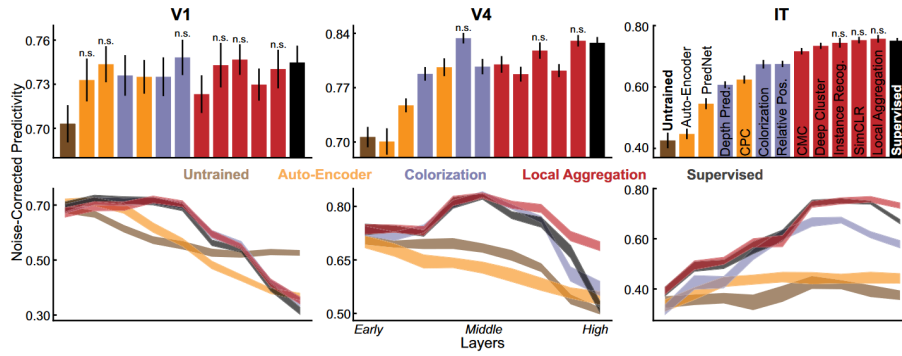 V1
V4
IT
Noise-Corrected Predictivity
0.76
0.73
0.70
n.s.
n.s.
n.s.
n.s.
n.s.
n.s.
0.84
0.77
0.70
n.s.
n.s.
n.s.
0.80
0.60
0.40
n.s.
n.s.
n.s.
Untrained
Auto-Encoder
PredNet
Depth Pred.
CPC
Colorization
Relative Pos.
CMC
Deep Cluster
Instance Recog.
SimCLR
Local Aggregation
Supervised
Untrained
Auto-Encoder
Colorization
Local Aggregation
Supervised
0.70
0.50
0.30
0.80
0.65
0.50
0.80
0.60
0.40
Early
Middle
High
Layers